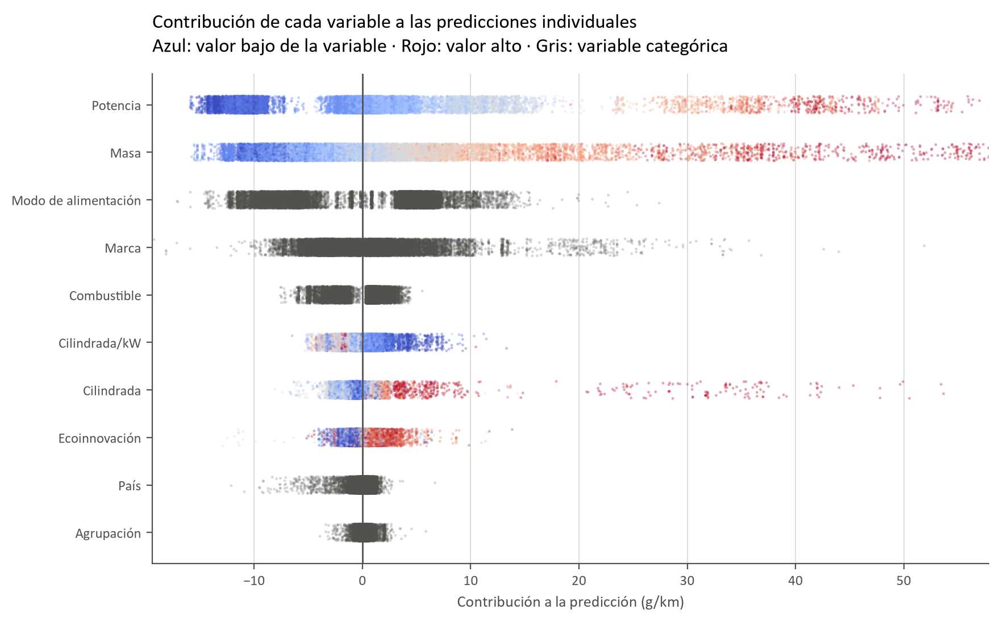 Contribución de cada variable a las predicciones individuales
Azul: valor bajo de la variable · Rojo: valor alto · Gris: variable categórica
Potencia
Masa
Modo de alimentación
Marca
Combustible
Cilindrada/kW
Cilindrada
Ecoinnovación
País
Agrupación
−10 0 10 20 30 40 50
Contribución a la predicción (g/km)